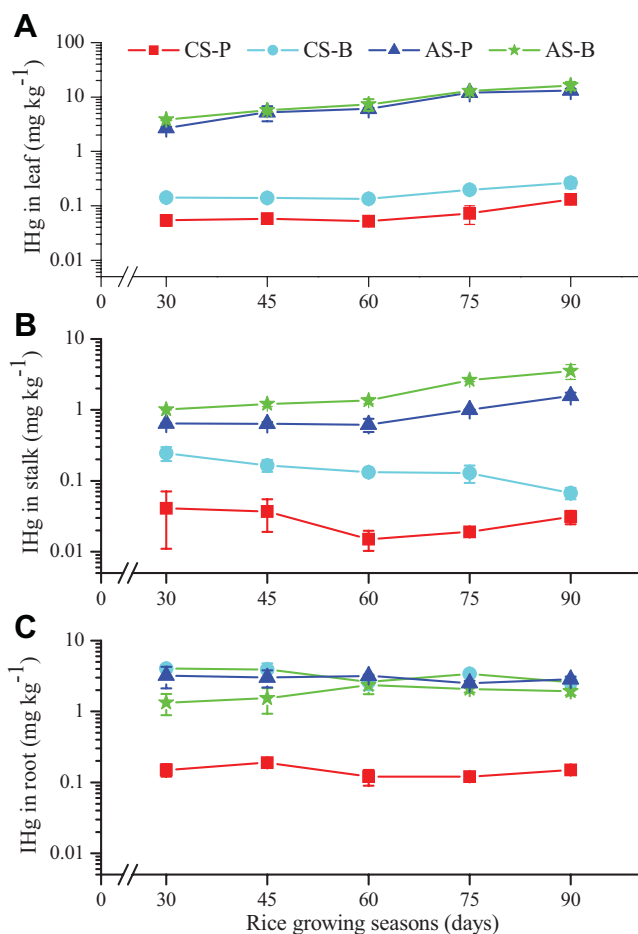 A
CS-P CS-B AS-P AS-B
IHg in leaf (mg kg⁻¹)
100
10
1
0.1
0.01
0 30 45 60 75 90
B
IHg in stalk (mg kg⁻¹)
10
1
0.1
0.01
0 30 45 60 75 90
C
IHg in root (mg kg⁻¹)
10
1
0.1
0.01
0 30 45 60 75 90
Rice growing seasons (days)